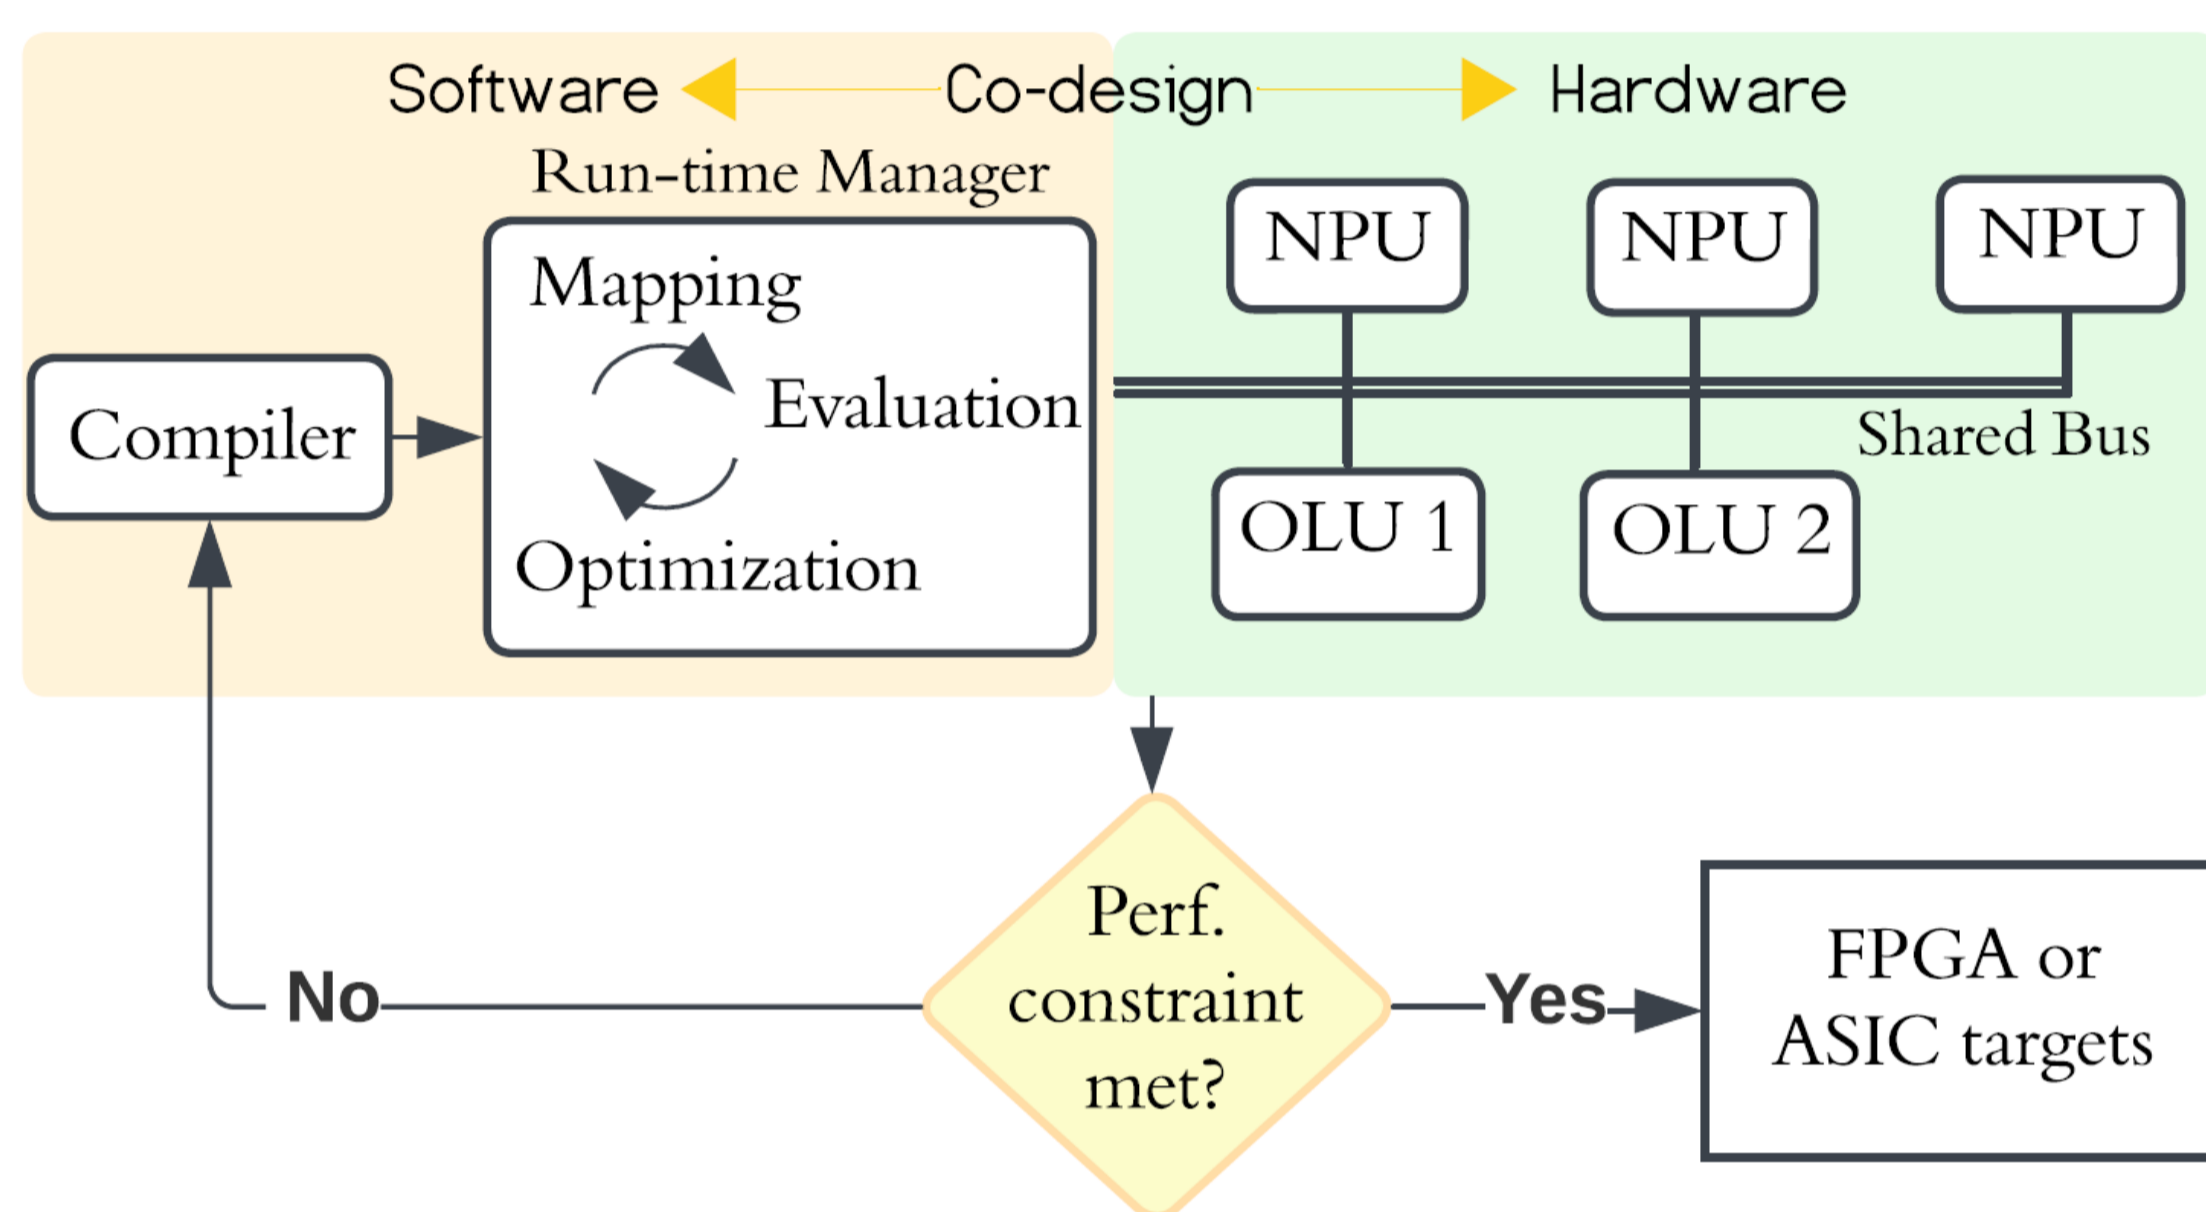 Software Co-design Hardware
Run-time Manager
Mapping
Evaluation
Optimization
Compiler
NPU NPU NPU
Shared Bus
OLU 1 OLU 2
Perf.
constraint
met?
No
Yes
FPGA or
ASIC targets